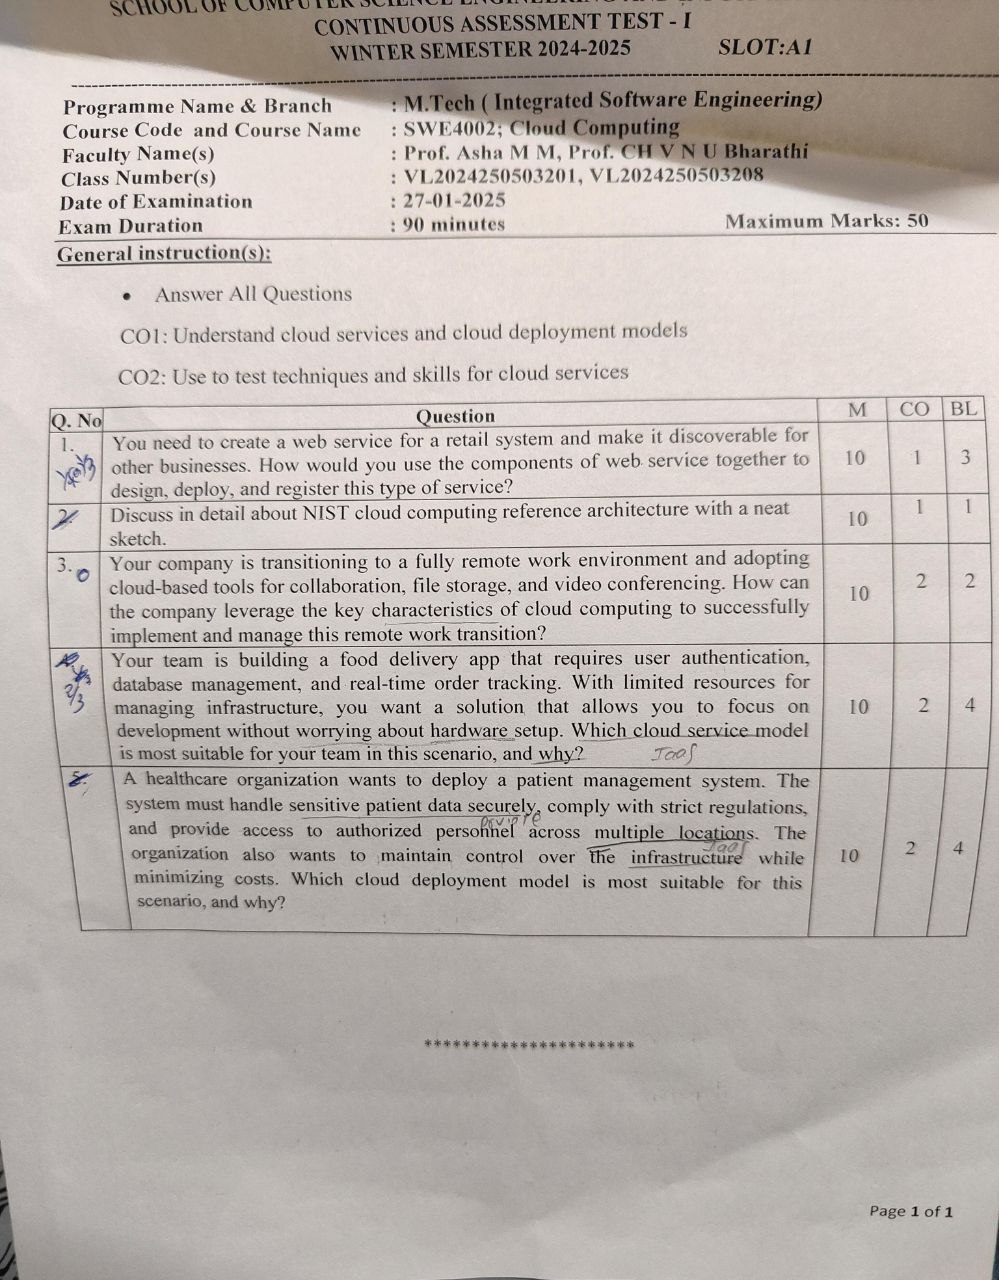 SCHOOL OF COMPUTER SCIENCE ENGINEERING AND
CONTINUOUS ASSESSMENT TEST - I
WINTER SEMESTER 2024-2025 SLOT:A1
Programme Name & Branch : M.Tech ( Integrated Software Engineering)
Course Code and Course Name : SWE4002; Cloud Computing
Faculty Name(s) : Prof. Asha M M, Prof. CH V N U Bharathi
Class Number(s) : VL2024250503201, VL2024250503208
Date of Examination : 27-01-2025
Exam Duration : 90 minutes Maximum Marks: 50
General instruction(s):
• Answer All Questions
CO1: Understand cloud services and cloud deployment models
CO2: Use to test techniques and skills for cloud services
Q. No Question M CO BL
1. You need to create a web service for a retail system and make it discoverable for
other businesses. How would you use the components of web service together to 10 1 3
design, deploy, and register this type of service?
2. Discuss in detail about NIST cloud computing reference architecture with a neat 10 1 1
sketch.
3. Your company is transitioning to a fully remote work environment and adopting
cloud-based tools for collaboration, file storage, and video conferencing. How can 10 2 2
the company leverage the key characteristics of cloud computing to successfully
implement and manage this remote work transition?
Your team is building a food delivery app that requires user authentication,
database management, and real-time order tracking. With limited resources for
2/3 managing infrastructure, you want a solution that allows you to focus on 10 2 4
development without worrying about hardware setup. Which cloud service model
is most suitable for your team in this scenario, and why? IaaS
5. A healthcare organization wants to deploy a patient management system. The
system must handle sensitive patient data securely, comply with strict regulations,
private
and provide access to authorized personnel across multiple locations. The
IaaS
organization also wants to maintain control over the infrastructure while 10 2 4
minimizing costs. Which cloud deployment model is most suitable for this
scenario, and why?
**********************
Page 1 of 1